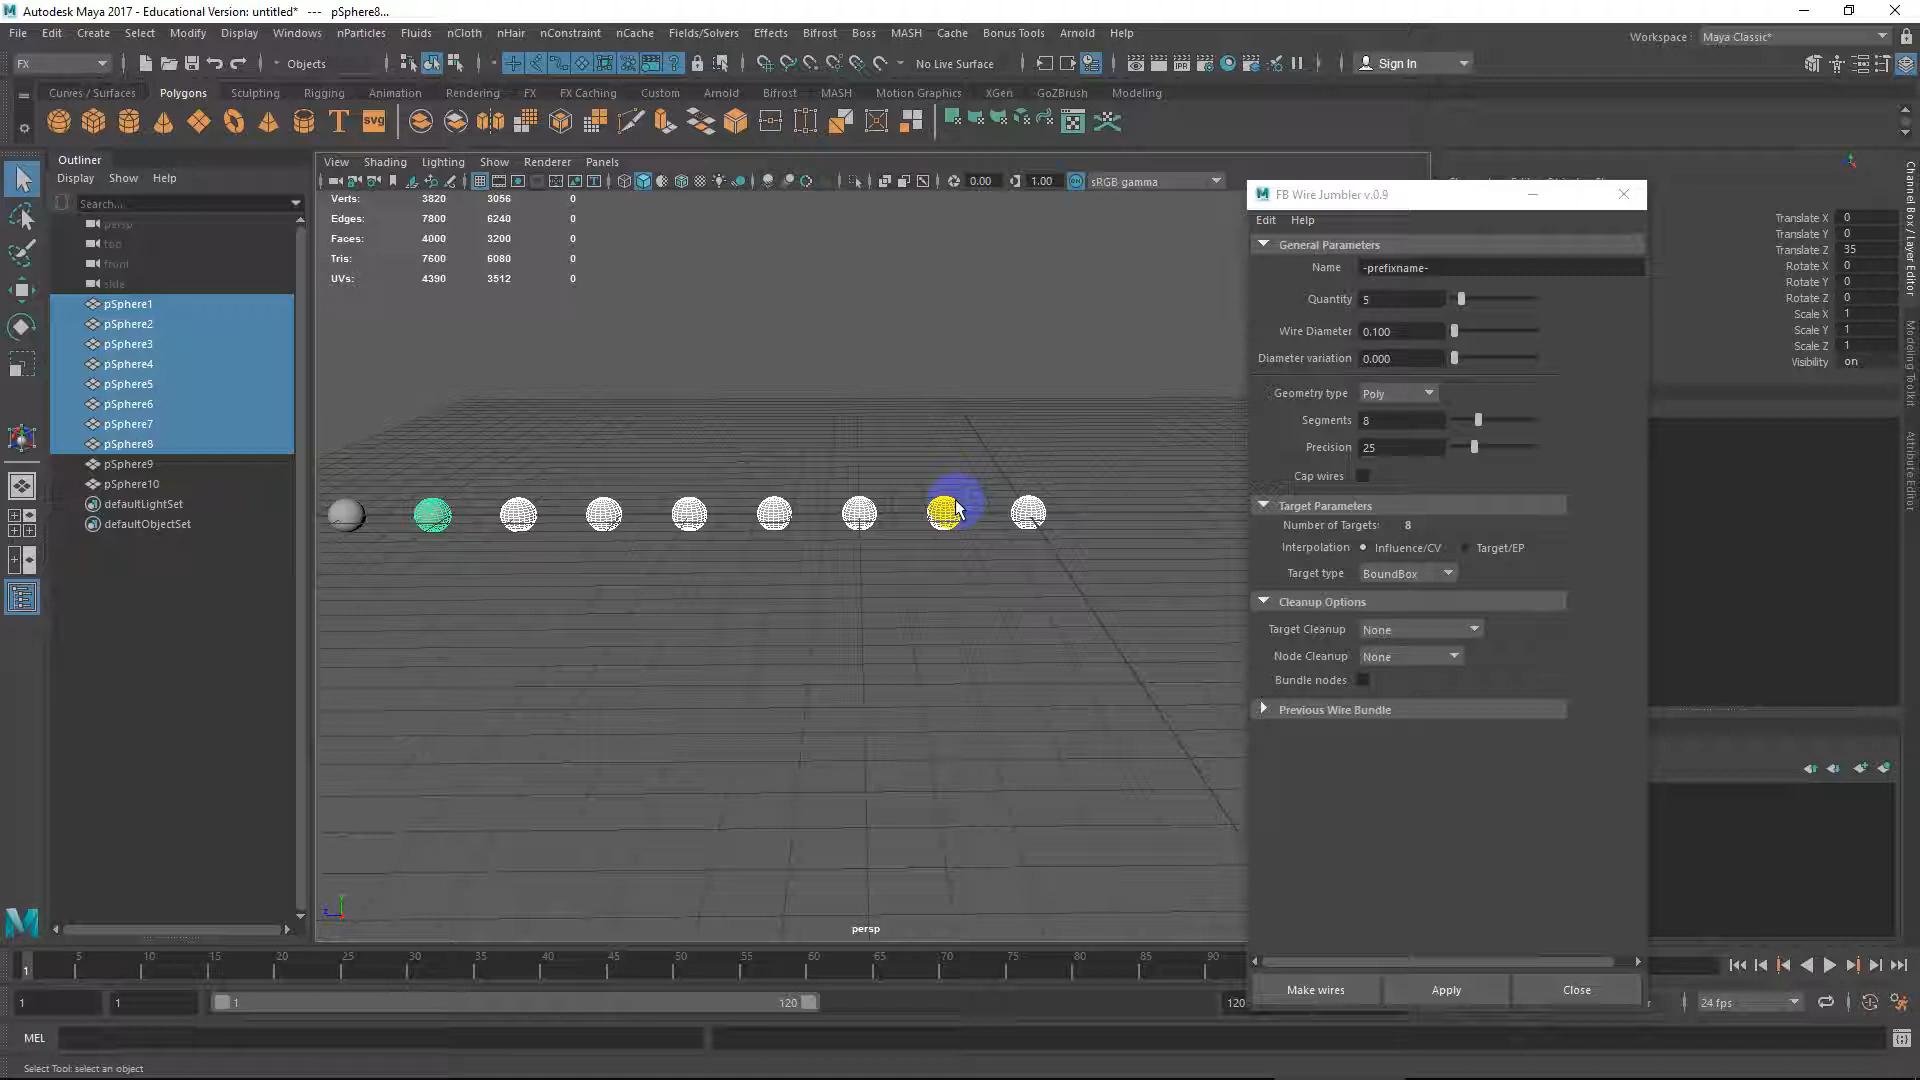 Autodesk Maya 2017 - Educational Version: untitled*   ---   pSphere8...
File Edit Create Select Modify Display Windows nParticles Fluids nCloth nHair nConstraint nCache Fields/Solvers Effects Bifrost Boss MASH Cache Bonus Tools Arnold Help
Workspace : Maya Classic*
FX Objects No Live Surface Sign In
Curves / Surfaces Polygons Sculpting Rigging Animation Rendering FX FX Caching Custom Arnold Bifrost MASH Motion Graphics XGen GoZBrush Modeling
T svg
Outliner
Display Show Help
Search...
persp
top
front
side
pSphere1
pSphere2
pSphere3
pSphere4
pSphere5
pSphere6
pSphere7
pSphere8
pSphere9
pSphere10
defaultLightSet
defaultObjectSet
View Shading Lighting Show Renderer Panels
0.00 1.00 sRGB gamma
Verts: 3820 3056 0
Edges: 7800 6240 0
Faces: 4000 3200 0
Tris: 7600 6080 0
UVs: 4390 3512 0
persp
FB Wire Jumbler v.0.9
Edit Help
General Parameters
Name -prefixname-
Quantity 5
Wire Diameter 0.100
Diameter variation 0.000
Geometry type Poly
Segments 8
Precision 25
Cap wires
Target Parameters
Number of Targets: 8
Interpolation Influence/CV Target/EP
Target type BoundBox
Cleanup Options
Target Cleanup None
Node Cleanup None
Bundle nodes
Previous Wire Bundle
Make wires Apply Close
Translate X 0
Translate Y 0
Translate Z 35
Rotate X 0
Rotate Y 0
Rotate Z 0
Scale X 1
Scale Y 1
Scale Z 1
Visibility on
Channel Box / Layer Editor
Modeling Toolkit
Attribute Editor
5 10 15 20 25 30 35 40 45 50 55 60 65 70 75 80 85 90
1
1 1 1 120 120 24 fps
MEL
Select Tool: select an object